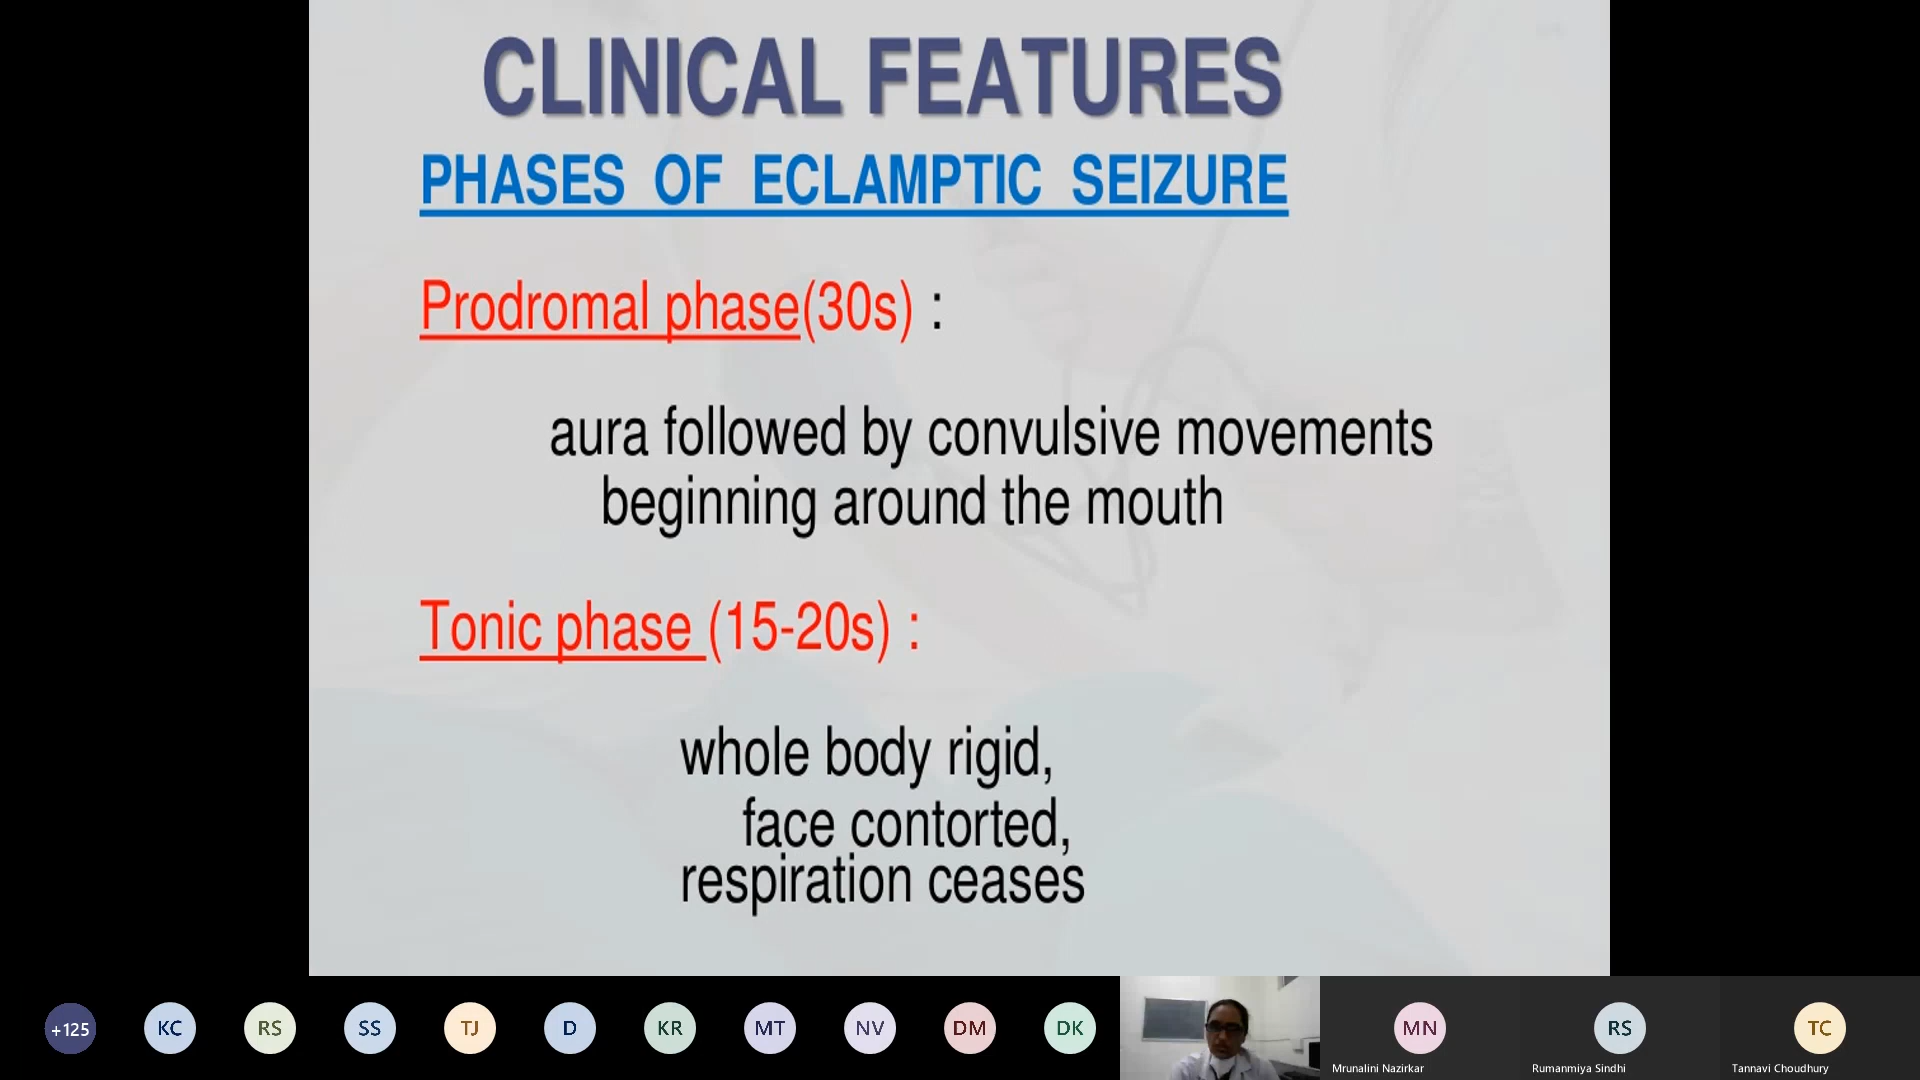 CLINICAL FEATURES
PHASES OF ECLAMPTIC SEIZURE
Prodromal phase(30s) :
aura followed by convulsive movements
beginning around the mouth
Tonic phase (15-20s) :
whole body rigid,
face contorted,
respiration ceases
+125
KC
RS
SS
TJ
D
KR
MT
NV
DM
DK
MN
RS
TC
Mrunalini Nazirkar
Rumanmiya Sindhi
Tannavi Choudhury